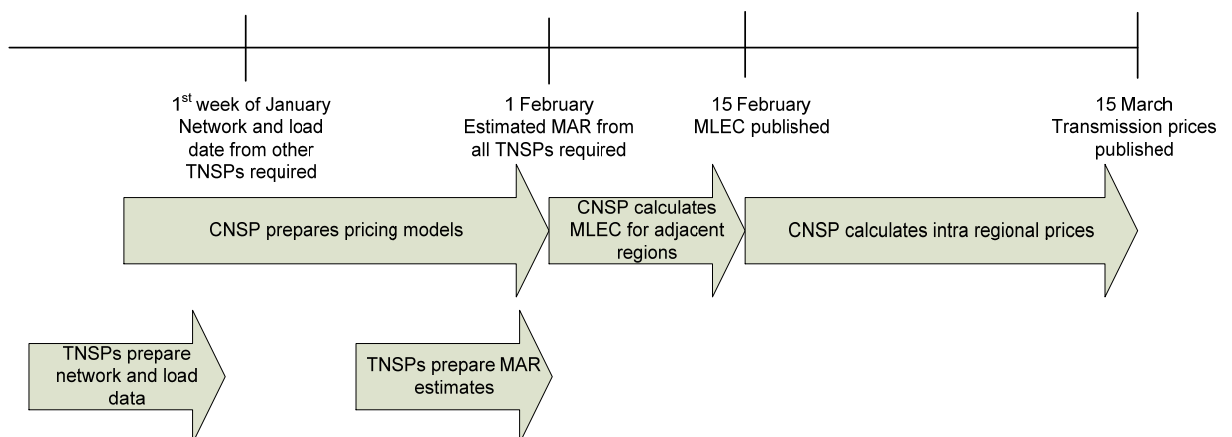 1st week of January
Network and load
date from other
TNSPs required
1 February
Estimated MAR from
all TNSPs required
15 February
MLEC published
15 March
Transmission prices
published
CNSP prepares pricing models
CNSP calculates
MLEC for adjacent
regions
CNSP calculates intra regional prices
TNSPs prepare
network and load
data
TNSPs prepare MAR
estimates